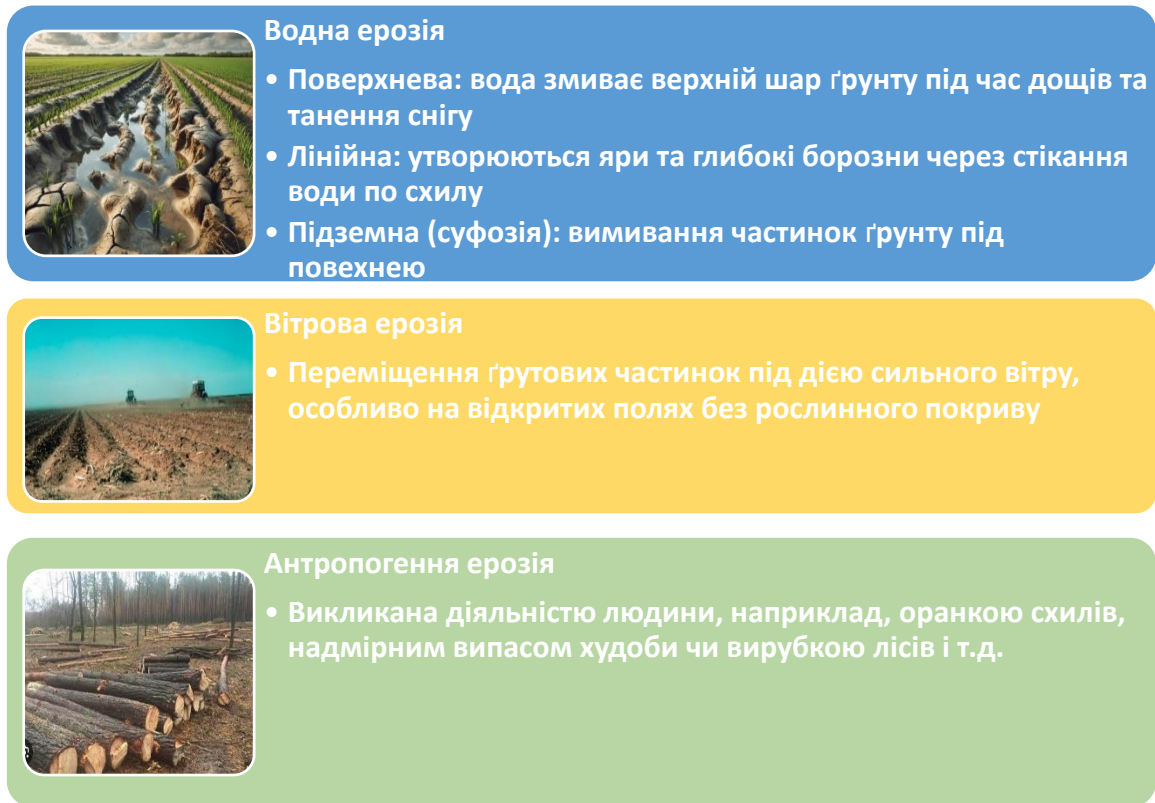 Водна ерозія
• Поверхнева: вода змиває верхній шар ґрунту під час дощів та
танення снігу
• Лінійна: утворюються яри та глибокі борозни через стікання
води по схилу
• Підземна (суфозія): вимивання частинок ґрунту під
повехнею
Вітрова ерозія
• Переміщення ґрутових частинок під дією сильного вітру,
особливо на відкритих полях без рослинного покриву
Антропогення ерозія
• Викликана діяльністю людини, наприклад, оранкою схилів,
надмірним випасом худоби чи вирубкою лісів і т.д.